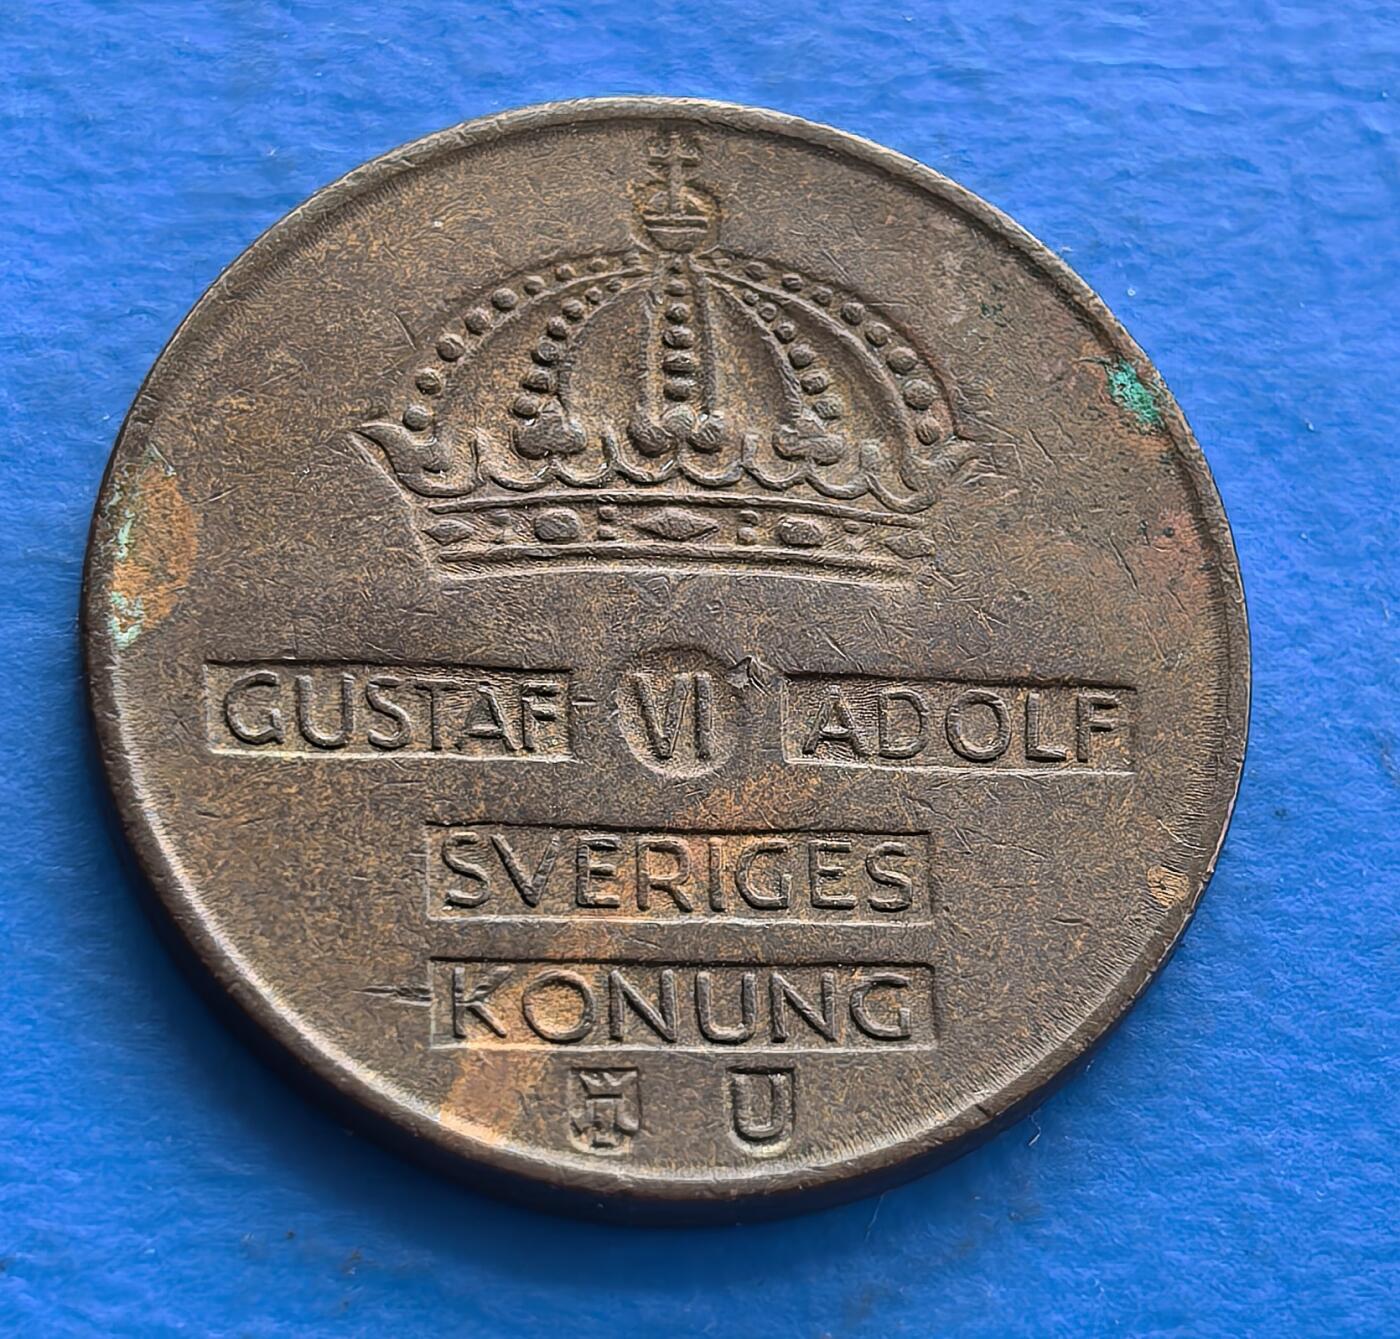 GUSTAF VI ADOLF
SVERIGES
KONUNG
U